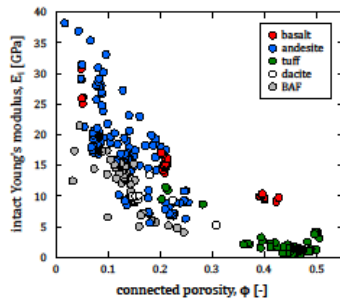 40
35
30
25
20
15
10
5
0
intact Young's modulus, Eᵢ [GPa]
basalt
andesite
tuff
dacite
BAF
0 0.1 0.2 0.3 0.4 0.5
connected porosity, ϕ [-]